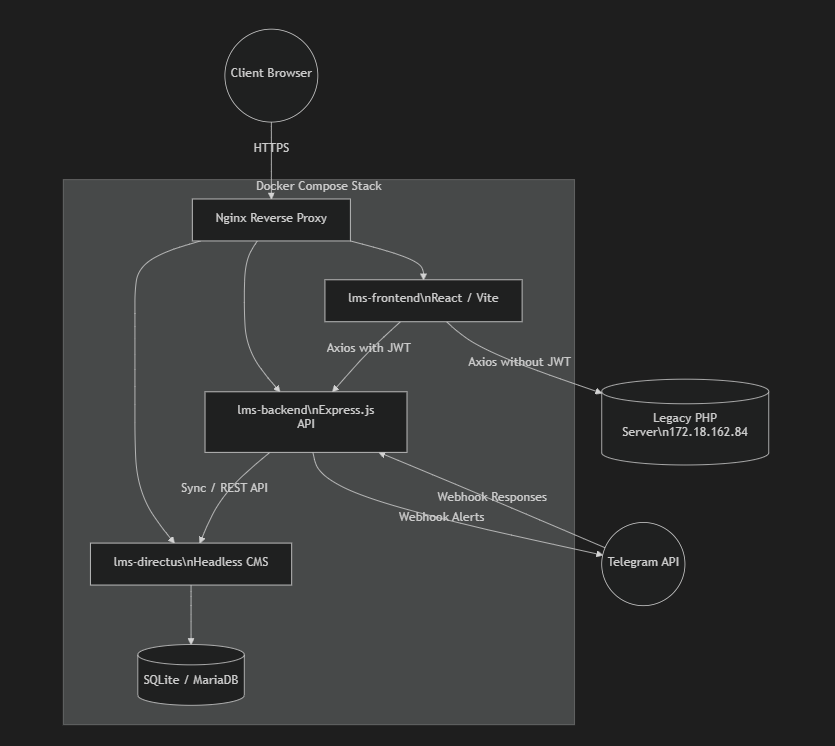 Client Browser
HTTPS
Docker Compose Stack
Nginx Reverse Proxy
lms-frontend\nReact / Vite
Axios with JWT
Axios without JWT
lms-backend\nExpress.js
API
Legacy PHP
Server\n172.18.162.84
Sync / REST API
Webhook Responses
Webhook Alerts
lms-directus\nHeadless CMS
Telegram API
SQLite / MariaDB